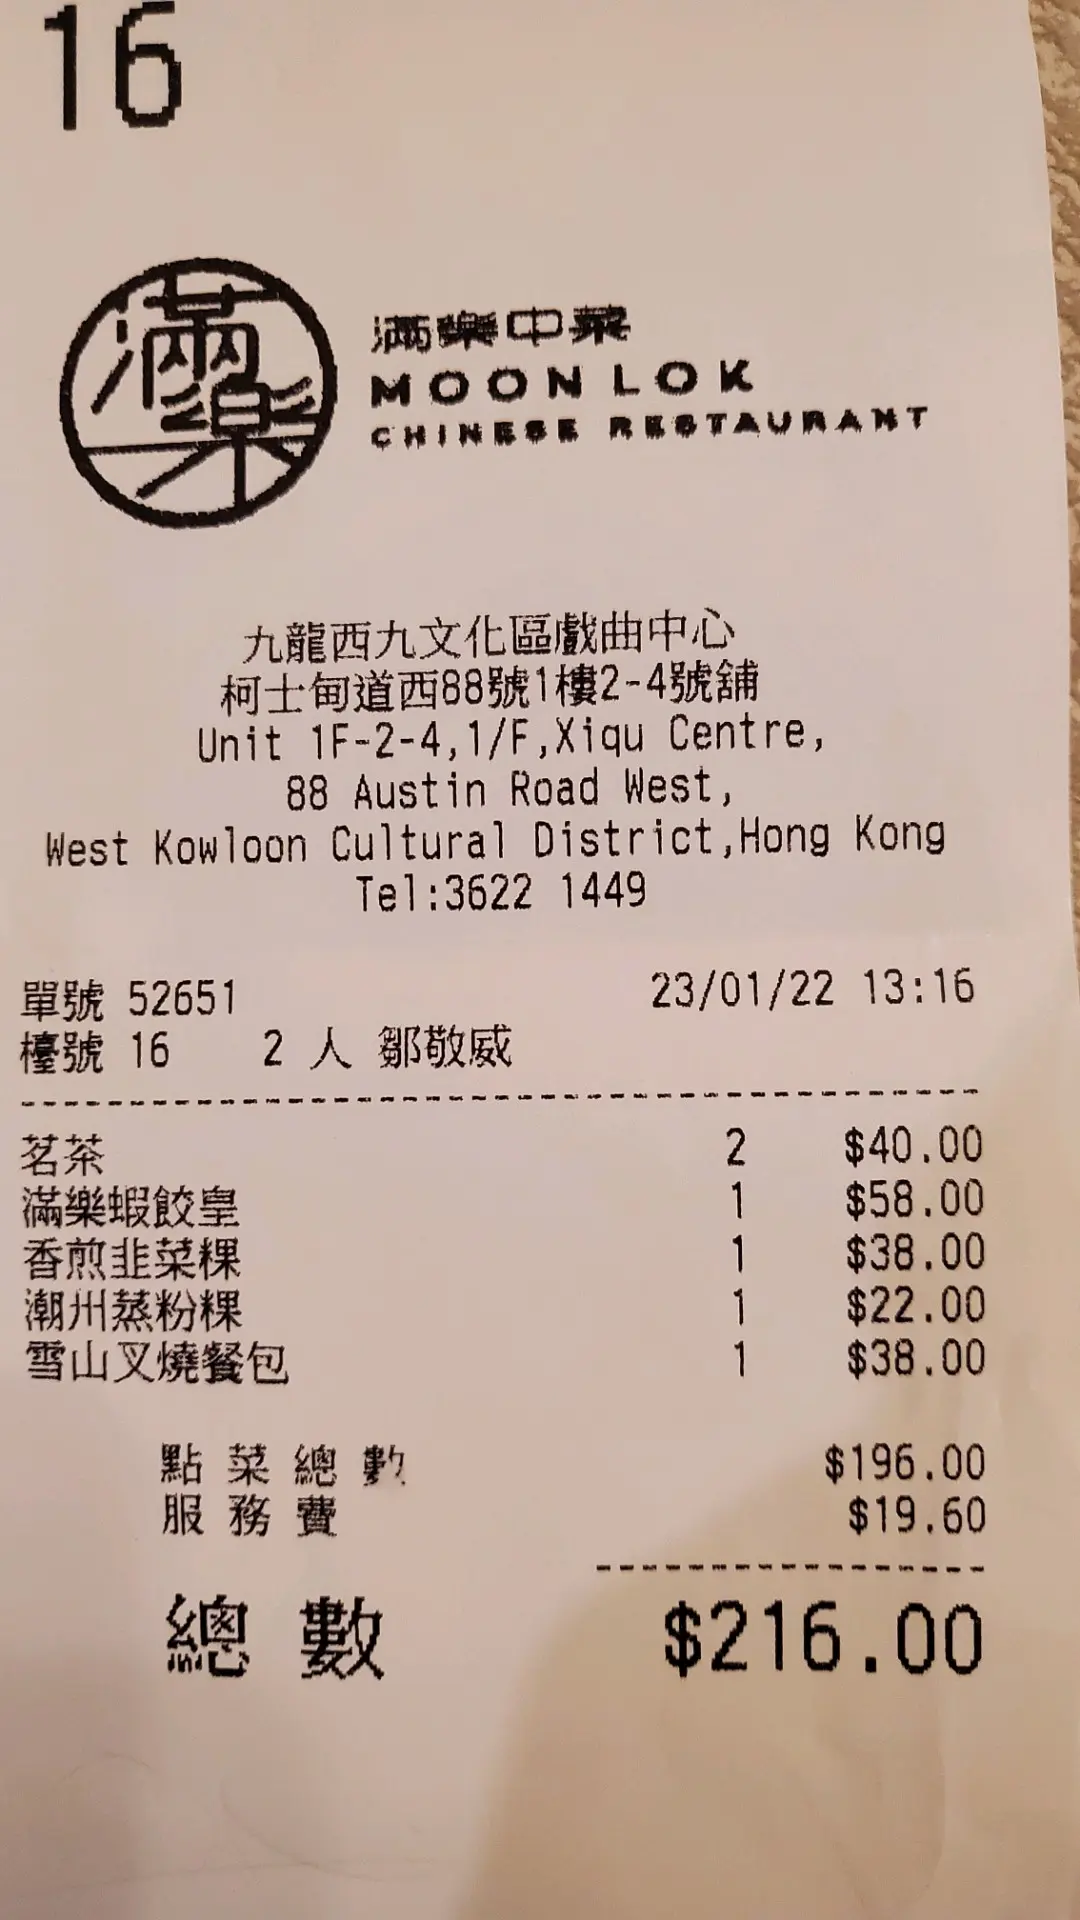 16
滿樂
滿樂中菜
MOON LOK
CHINESE RESTAURANT
九龍西九文化區戲曲中心
柯士甸道西88號1樓2-4號舖
Unit 1F-2-4,1/F,Xiqu Centre,
88 Austin Road West,
West Kowloon Cultural District,Hong Kong
Tel:3622 1449
單號 52651 23/01/22 13:16
檯號 16 2 人 鄒敬威
茗茶 2 $40.00
滿樂蝦餃皇 1 $58.00
香煎韭菜粿 1 $38.00
潮州蒸粉粿 1 $22.00
雪山叉燒餐包 1 $38.00
點菜總數 $196.00
服務費 $19.60
總數 $216.00